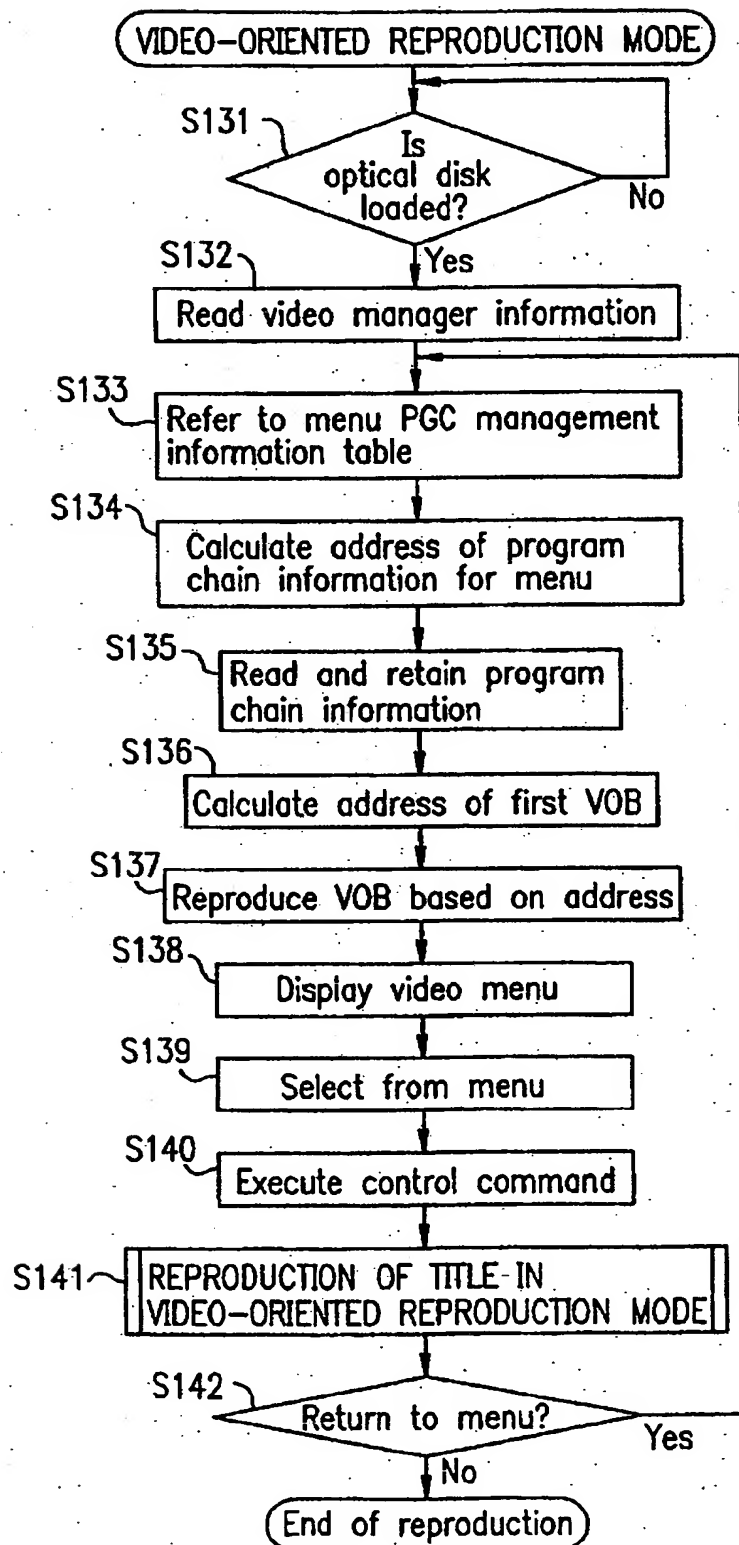 VIDEO-ORIENTED REPRODUCTION MODE
S131
Is
optical disk
loaded?
No
Yes
S132
Read video manager information
S133
Refer to menu PGC management
information table
S134
Calculate address of program
chain information for menu
S135
Read and retain program
chain information
S136
Calculate address of first VOB
S137
Reproduce VOB based on address
S138
Display video menu
S139
Select from menu
S140
Execute control command
S141
REPRODUCTION OF TITLE IN
VIDEO-ORIENTED REPRODUCTION MODE
S142
Return to menu?
Yes
No
End of reproduction